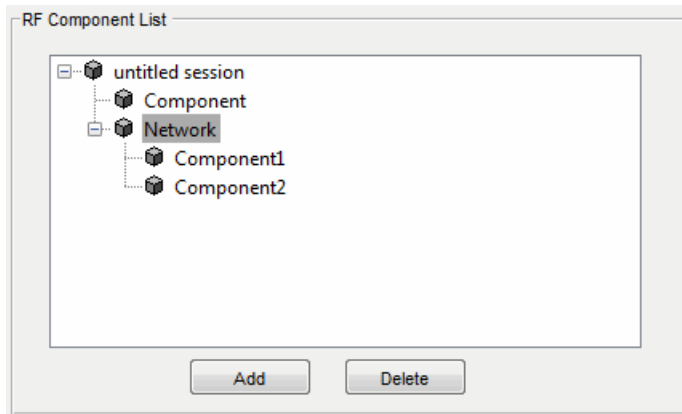 RF Component List
untitled session
Component
Network
Component1
Component2
Add Delete